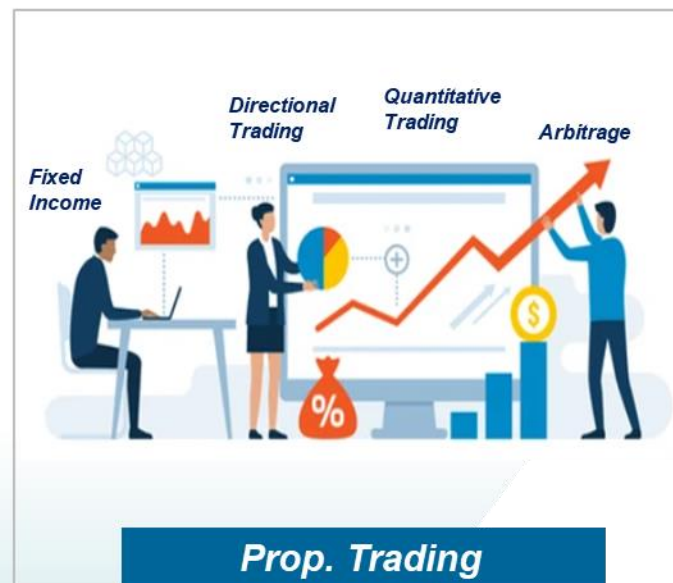 Fixed
Income
Directional
Trading
Quantitative
Trading
Arbitrage
$
%
Prop. Trading